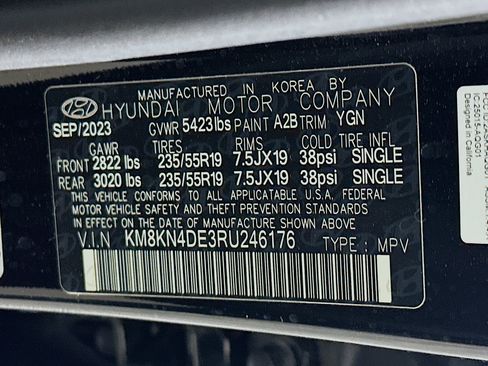 MANUFACTURED IN KOREA BY
HYUNDAI MOTOR COMPANY
SEP/2023 GVWR 5423lbs PAINT A2B TRIM YGN
GAWR TIRES RIMS COLD TIRE INFL
FRONT 2822 lbs 235/55R19 7.5JX19 38psi SINGLE
REAR 3020 lbs 235/55R19 7.5JX19 38psi SINGLE
THIS VEHICLE CONFORMS TO ALL APPLICATABLE U.S.A. FEDERAL
MOTOR VEHICLE SAFETY AND THEFT PREVENTION STANDARDS
IN EFFECT ON THE DATE OF MANUFACTURE SHOWN ABOVE.
V.I.N KM8KN4DE3RU246176 TYPE : MPV
Designed in California